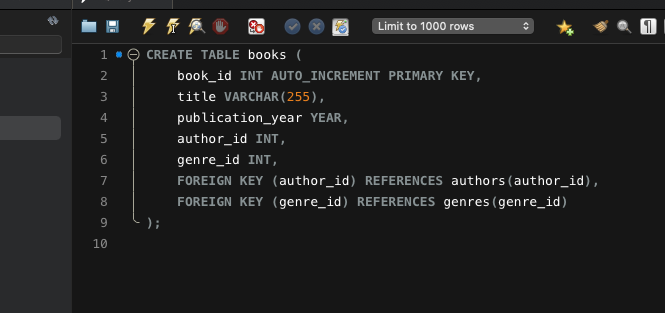 Limit to 1000 rows
1 CREATE TABLE books (
2 book_id INT AUTO_INCREMENT PRIMARY KEY,
3 title VARCHAR(255),
4 publication_year YEAR,
5 author_id INT,
6 genre_id INT,
7 FOREIGN KEY (author_id) REFERENCES authors(author_id),
8 FOREIGN KEY (genre_id) REFERENCES genres(genre_id)
9 );
10